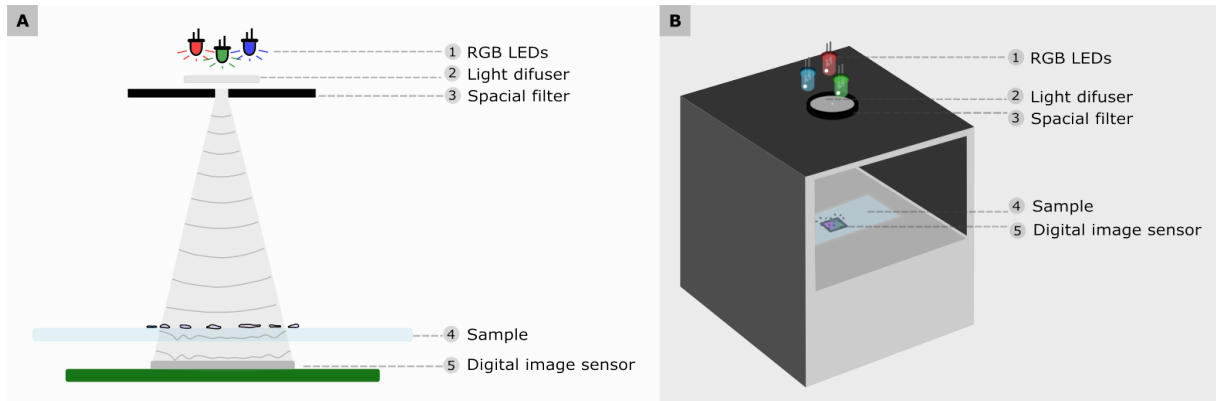 A
1 RGB LEDs
2 Light difuser
3 Spacial filter
4 Sample
5 Digital image sensor
B
1 RGB LEDs
2 Light difuser
3 Spacial filter
4 Sample
5 Digital image sensor